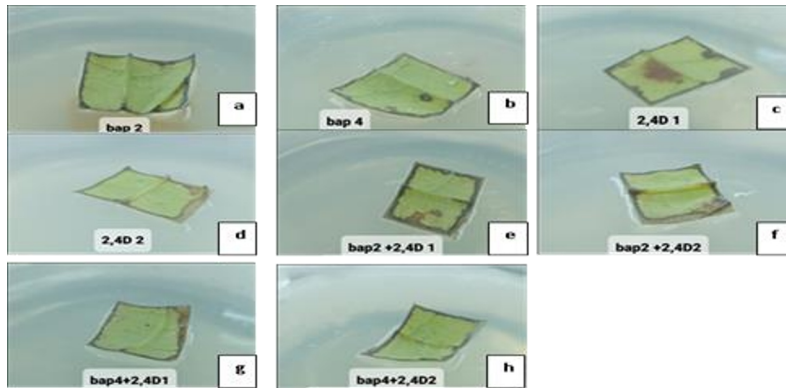 a
bap 2
b
bap 4
c
2,4D 1
d
2,4D 2
e
bap2 +2,4D 1
f
bap2 +2,4D2
g
bap4+2,4D1
h
bap4+2,4D2